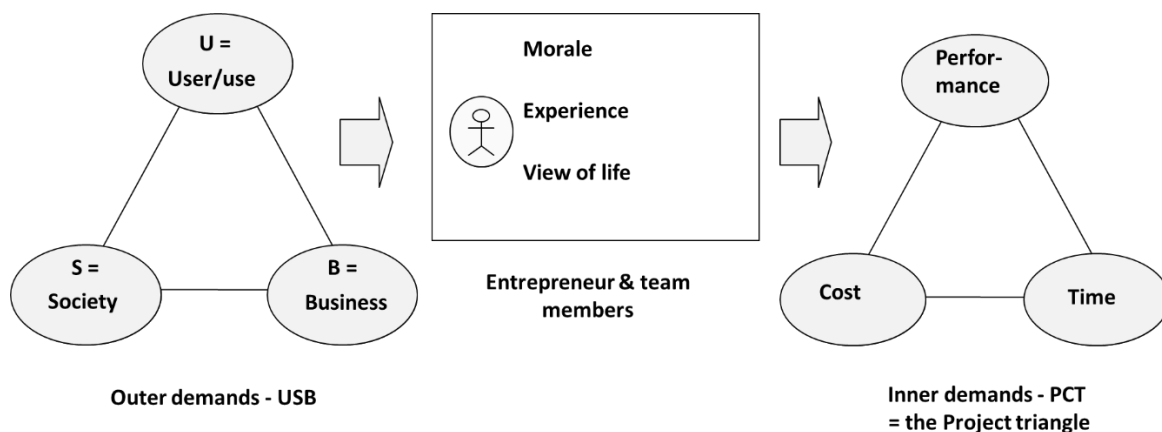 U =
User/use
S =
Society
B =
Business
Outer demands - USB
Morale
Experience
View of life
Entrepreneur & team
members
Perfor-
mance
Cost
Time
Inner demands - PCT
= the Project triangle